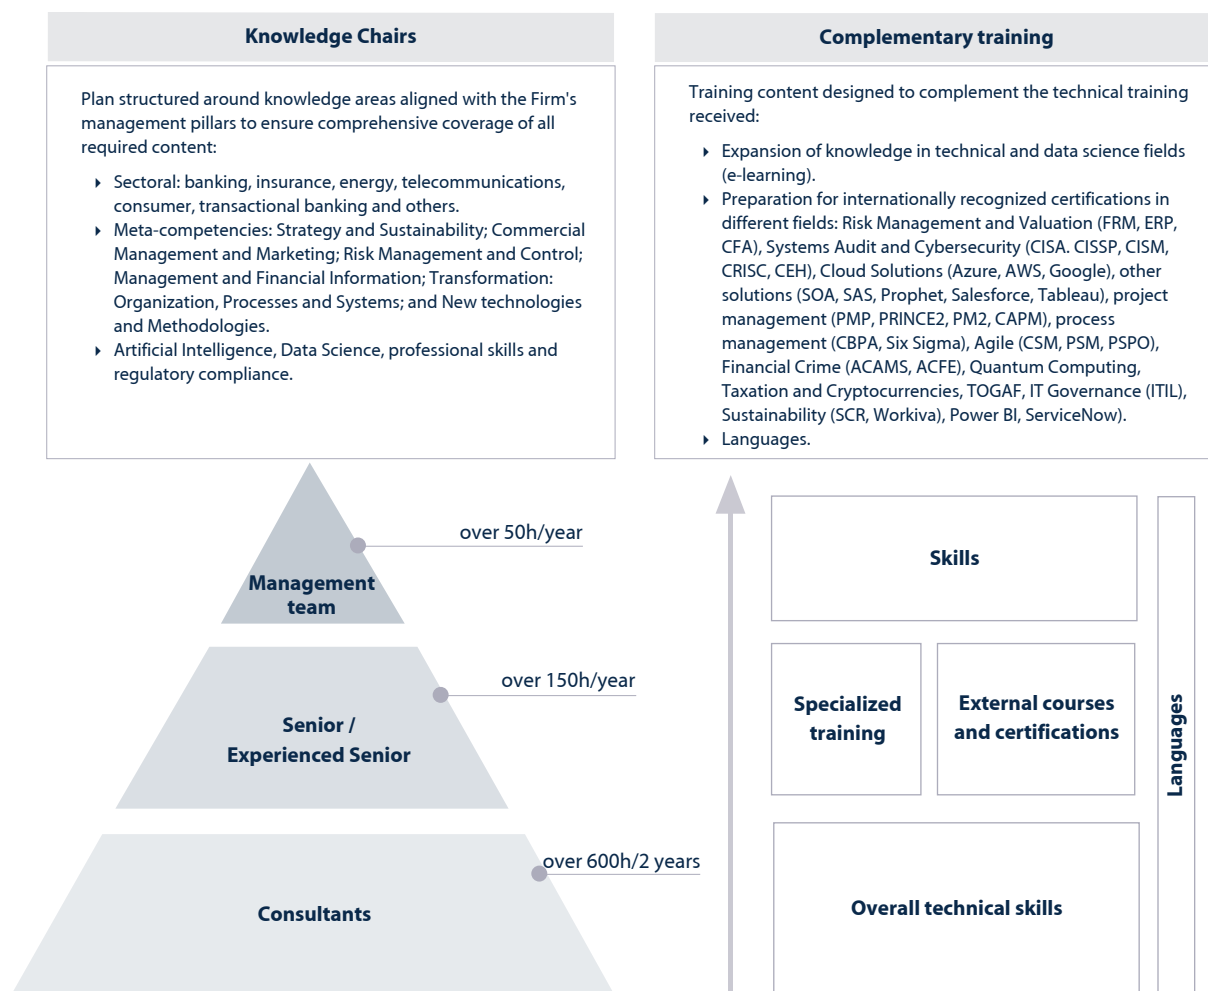 Knowledge Chairs
Plan structured around knowledge areas aligned with the Firm's
management pillars to ensure comprehensive coverage of all
required content:
Sectoral: banking, insurance, energy, telecommunications,
consumer, transactional banking and others.
Meta-competencies: Strategy and Sustainability; Commercial
Management and Marketing; Risk Management and Control;
Management and Financial Information; Transformation:
Organization, Processes and Systems; and New technologies
and Methodologies.
Artificial Intelligence, Data Science, professional skills and
regulatory compliance.
Complementary training
Training content designed to complement the technical training
received:
Expansion of knowledge in technical and data science fields
(e-learning).
Preparation for internationally recognized certifications in
different fields: Risk Management and Valuation (FRM, ERP,
CFA), Systems Audit and Cybersecurity (CISA. CISSP, CISM,
CRISC, CEH), Cloud Solutions (Azure, AWS, Google), other
solutions (SOA, SAS, Prophet, Salesforce, Tableau), project
management (PMP, PRINCE2, PM2, CAPM), process
management (CBPA, Six Sigma), Agile (CSM, PSM, PSPO),
Financial Crime (ACAMS, ACFE), Quantum Computing,
Taxation and Cryptocurrencies, TOGAF, IT Governance (ITIL),
Sustainability (SCR, Workiva), Power BI, ServiceNow).
Languages.
over 50h/year
Management
team
over 150h/year
Senior /
Experienced Senior
over 600h/2 years
Consultants
Skills
Specialized
training
External courses
and certifications
Languages
Overall technical skills